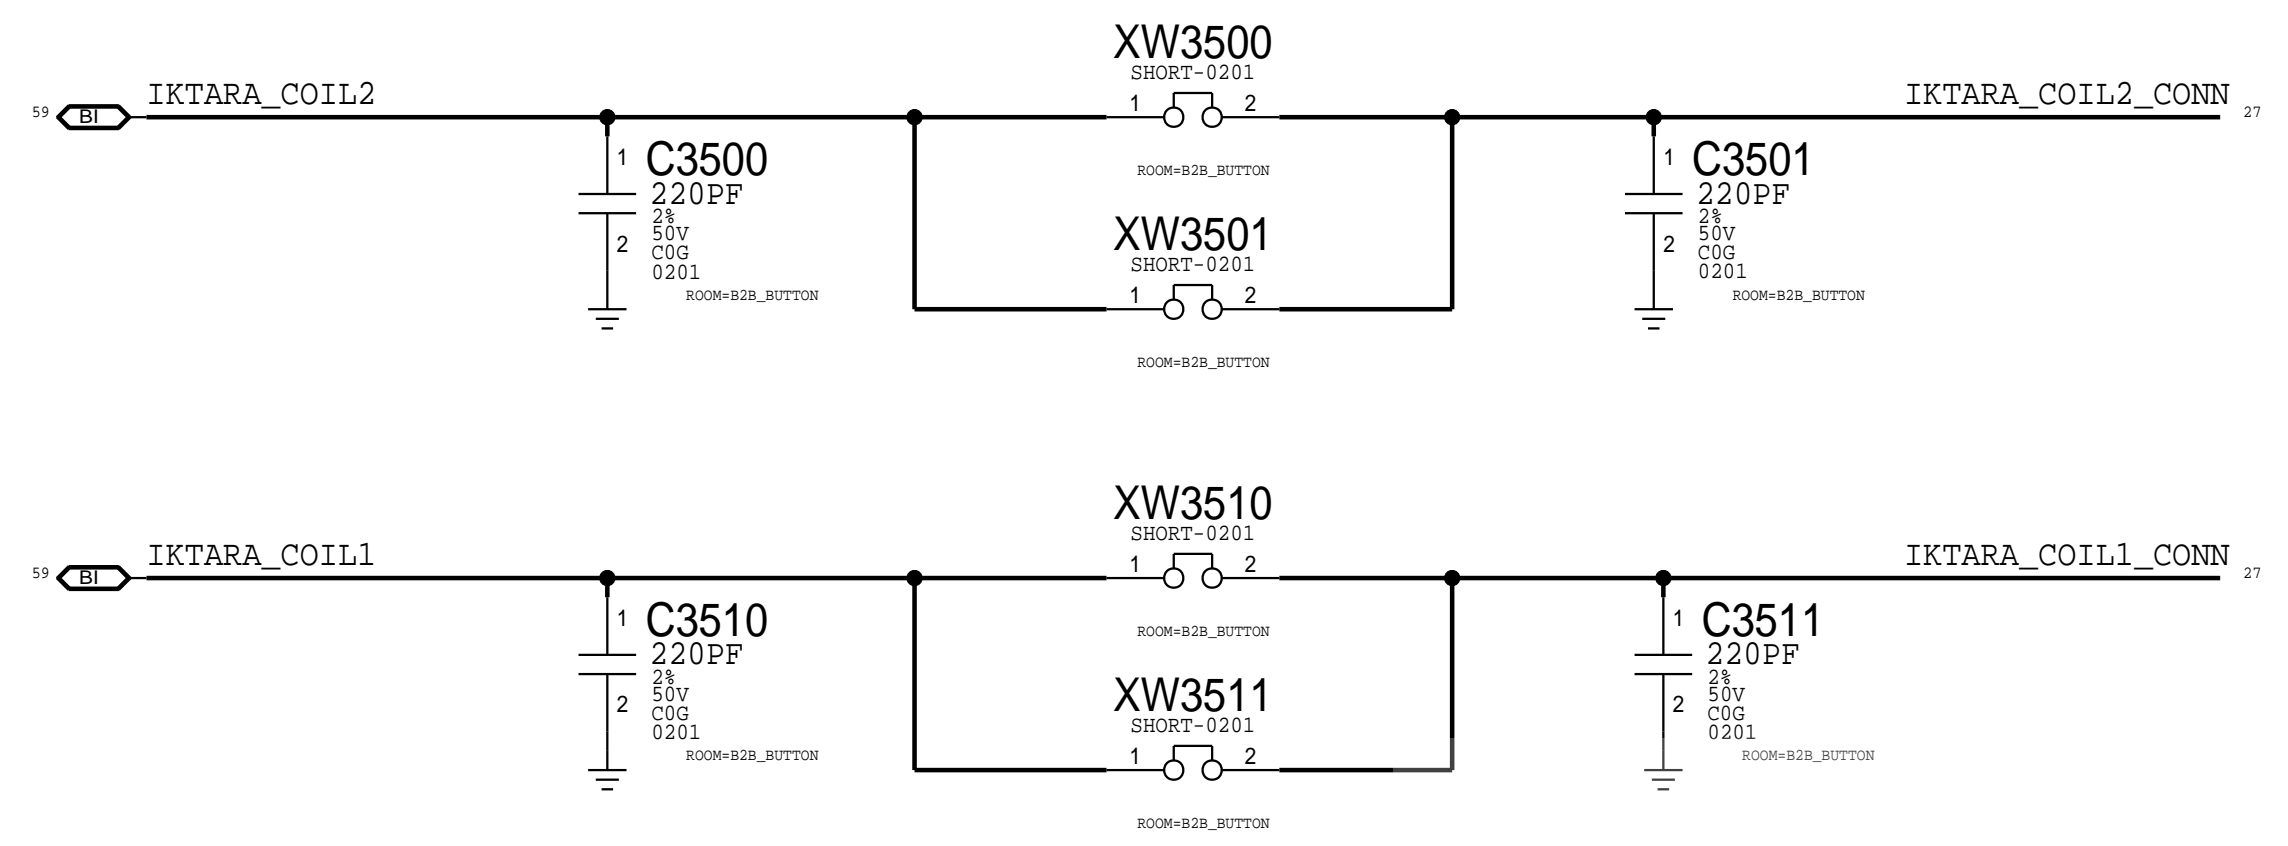 XW3500
SHORT-0201
59 BI IKTARA_COIL2
1 2
IKTARA_COIL2_CONN 27
1 C3500
220PF
2%
50V
2 C0G
0201
ROOM=B2B_BUTTON
ROOM=B2B_BUTTON
XW3501
SHORT-0201
1 2
ROOM=B2B_BUTTON
1 C3501
220PF
2%
50V
2 C0G
0201
ROOM=B2B_BUTTON
XW3510
SHORT-0201
59 BI IKTARA_COIL1
1 2
IKTARA_COIL1_CONN 27
1 C3510
220PF
2%
50V
2 C0G
0201
ROOM=B2B_BUTTON
ROOM=B2B_BUTTON
XW3511
SHORT-0201
1 2
ROOM=B2B_BUTTON
1 C3511
220PF
2%
50V
2 C0G
0201
ROOM=B2B_BUTTON